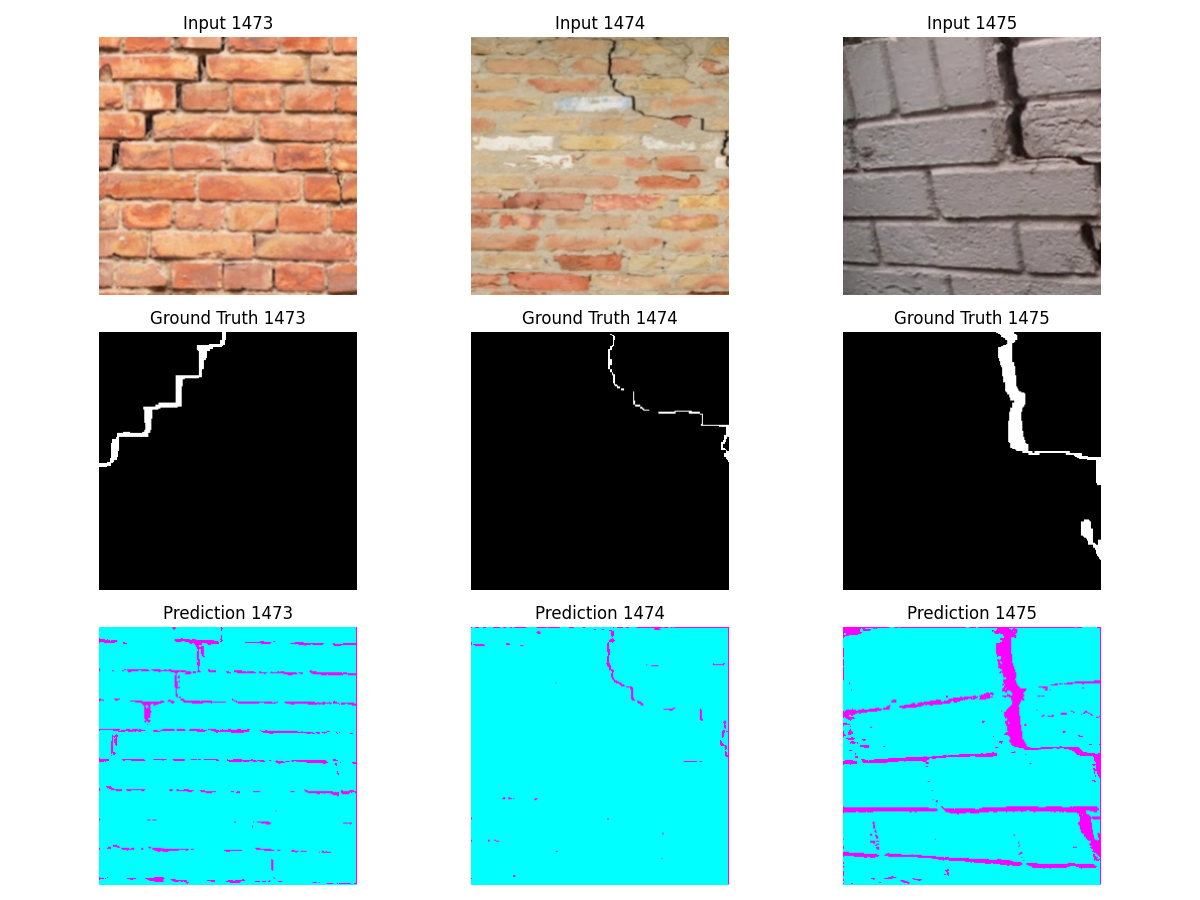 Input 1473
Input 1474
Input 1475
Ground Truth 1473
Ground Truth 1474
Ground Truth 1475
Prediction 1473
Prediction 1474
Prediction 1475